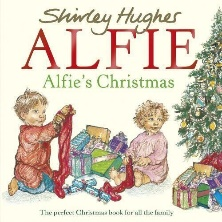 Shirley Hughes
ALFIE
Alfie's Christmas
The perfect Christmas book for all the family